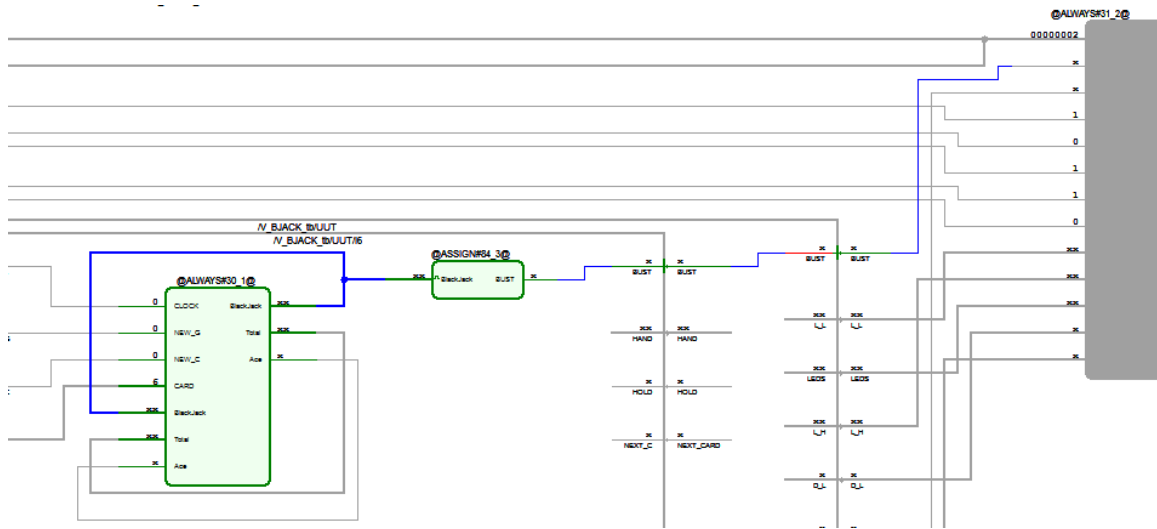 @ALWAYS#31_2@
00000002
x
x
1
0
1
1
0
xx
xx
xx
x
x
/V_BJACK_tb/UUT
/V_BJACK_tb/UUT/I6
@ALWAYS#30_1@
0 CLOCK BlackJack xx
0 NEW_G Total xx
0 NEW_C Ace x
6 CARD
xx BlackJack
xx Total
x Ace
@ASSIGN#84_3@
xx BlackJack BUST x
x x
BUST BUST
xx xx
HAND HAND
x x
HOLD HOLD
x x
NEXT_C NEXT_CARD
x x
BUST BUST
xx xx
L_L L_L
xx xx
LEDS LEDS
xx xx
L_H L_H
x x
D_L D_L
x x